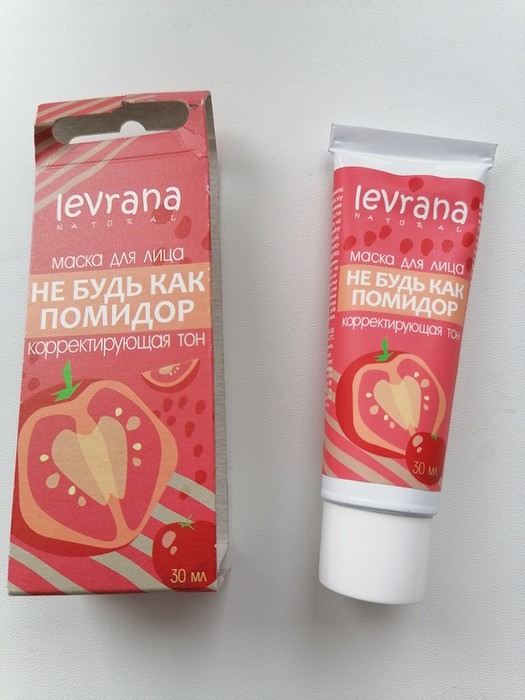 levrana
NATURAL
маска для лица
НЕ БУДЬ КАК
ПОМИДОР
корректирующая тон
30 мл
levrana
NATURAL
маска для лица
НЕ БУДЬ КАК
ПОМИДОР
корректирующая тон
30 мл